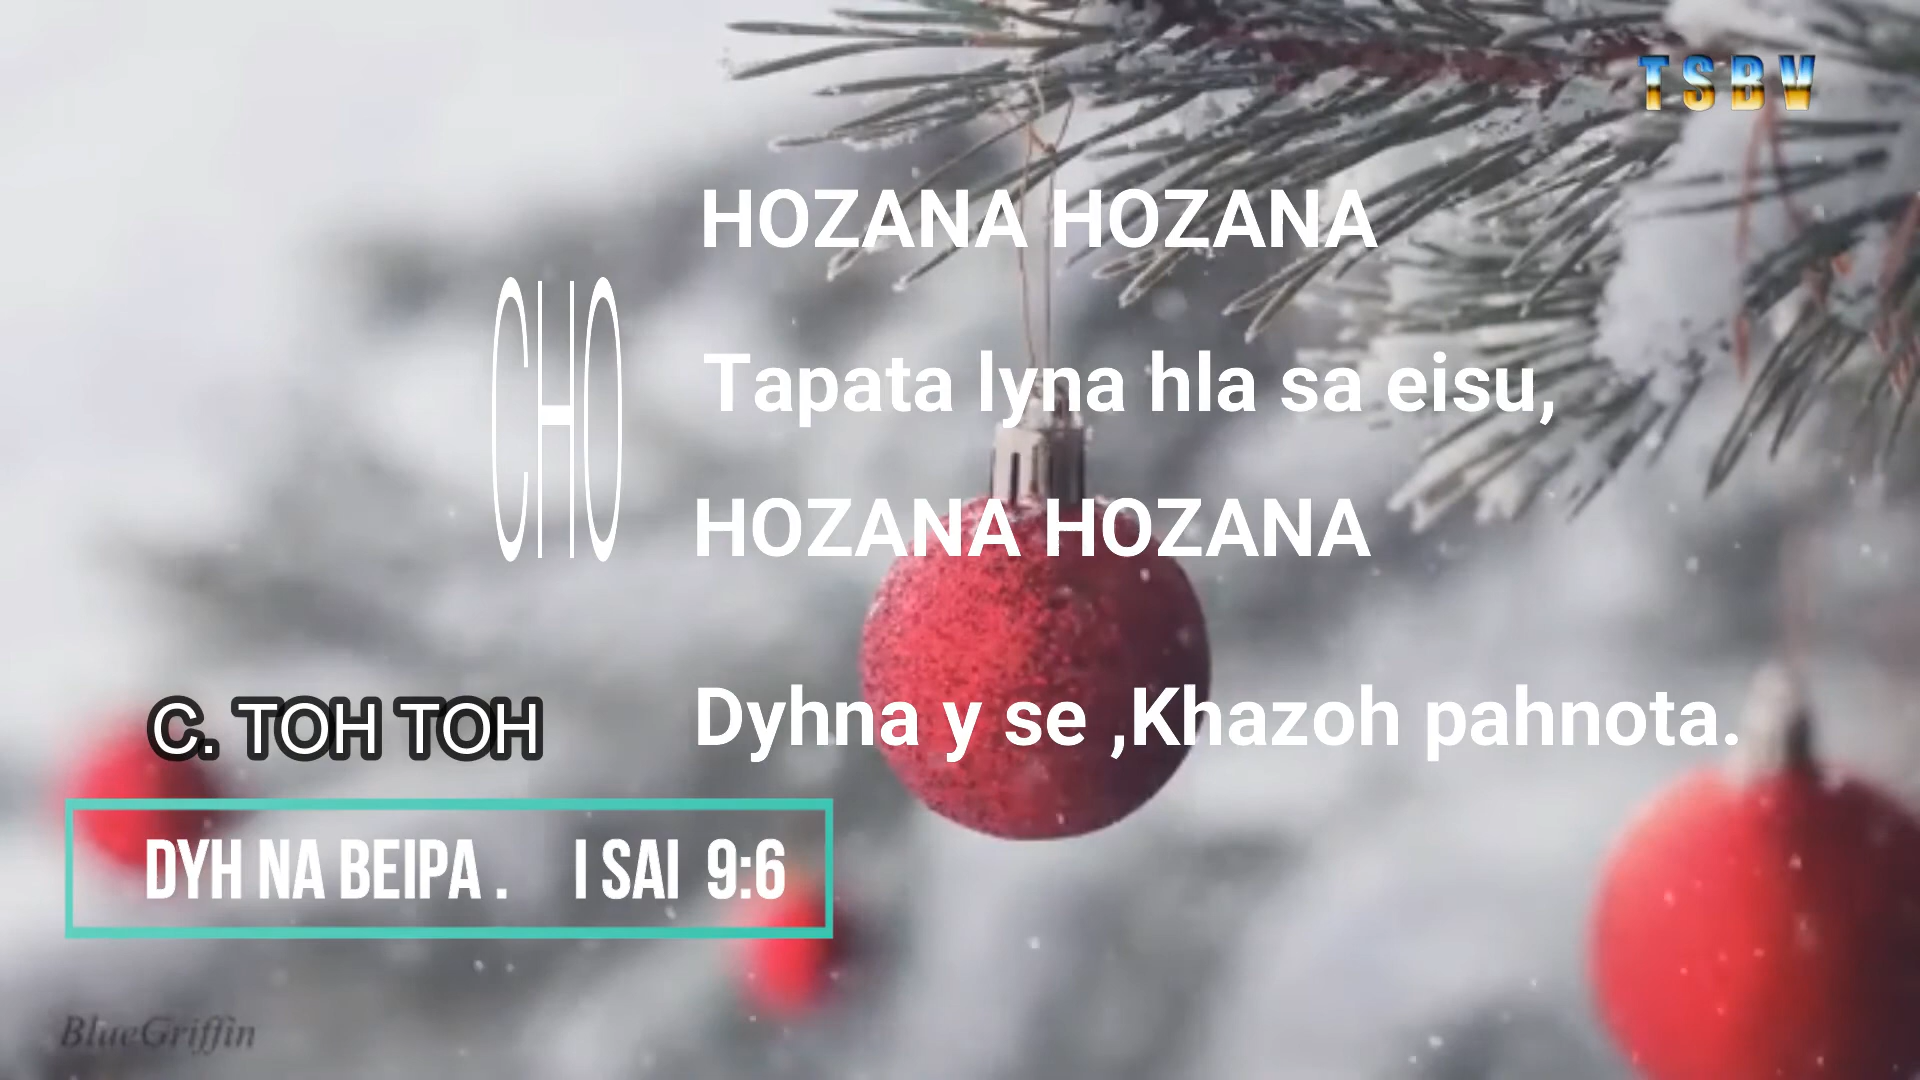 TSBV
HOZANA HOZANA
CHO
Tapata lyna hla sa eisu,
HOZANA HOZANA
C. TOH TOH
Dyhna y se ,Khazoh pahnota.
DYH NA BEIPA . I SAI 9:6
BlueGriffin